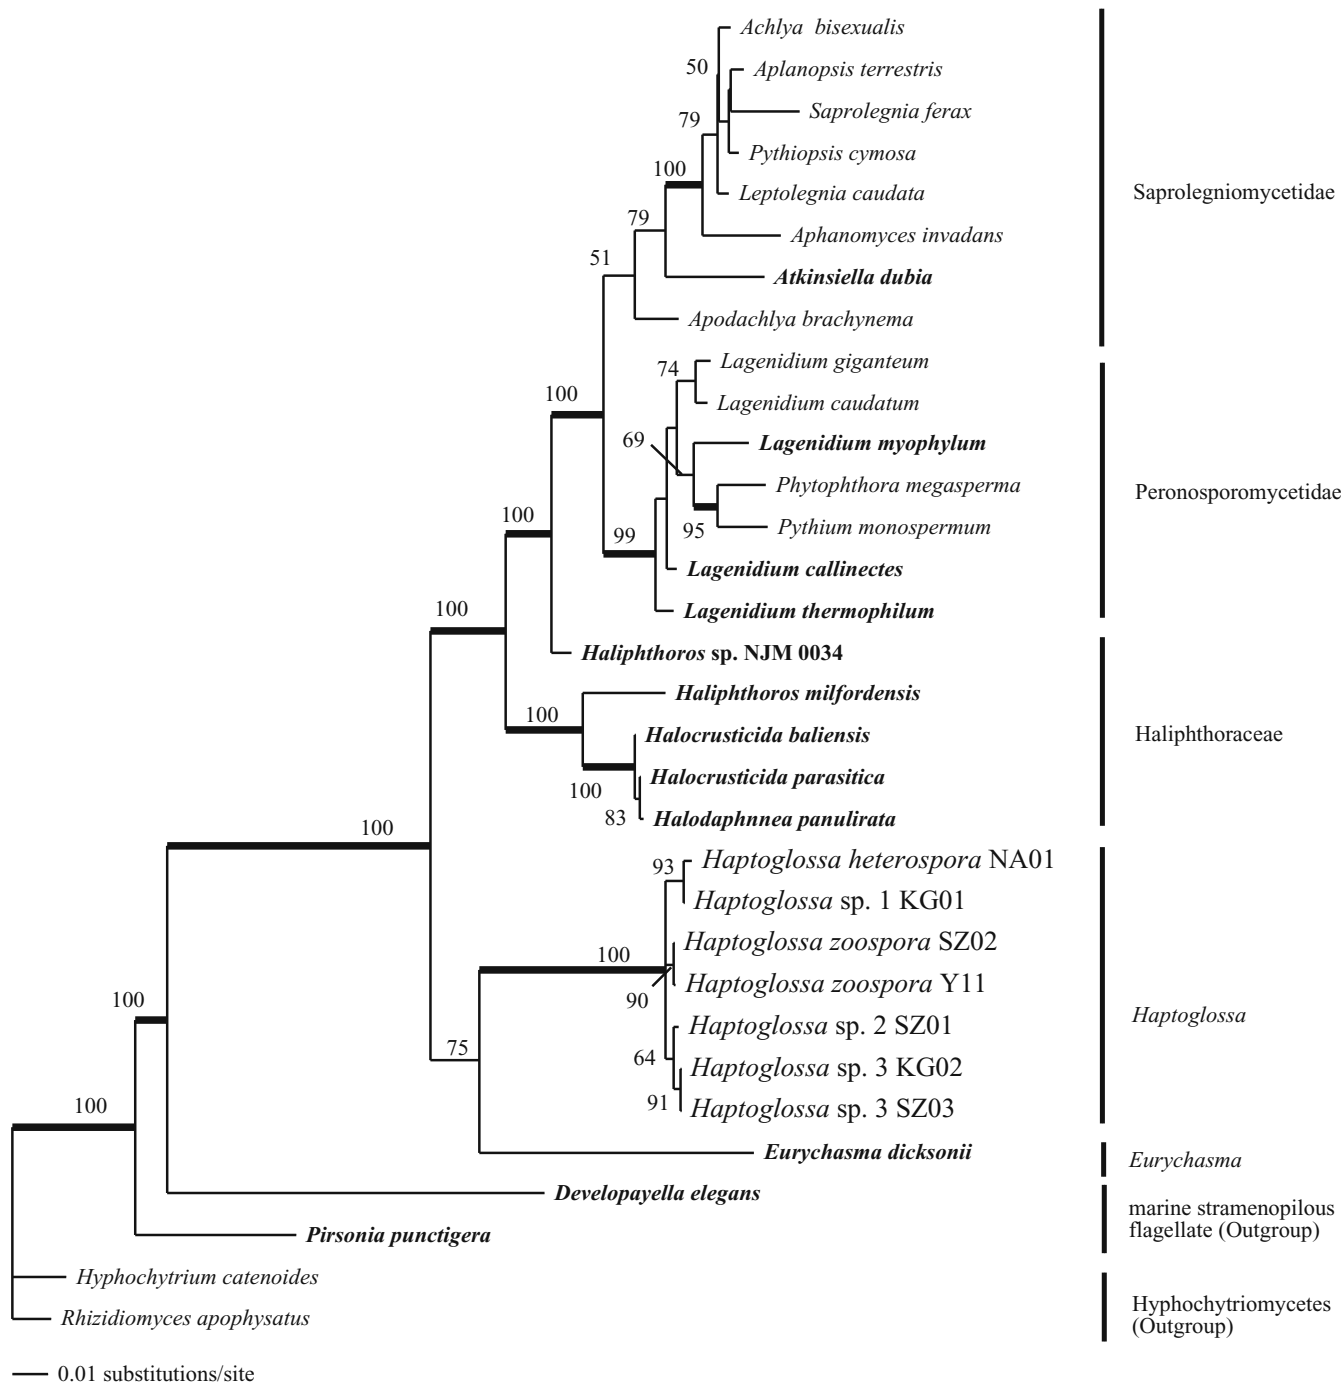 Achlya bisexualis
50
Aplanopsis terrestris
Saprolegnia ferax
79
Pythiopsis cymosa
100
Leptolegnia caudata
Saprolegniomycetidae
79
Aphanomyces invadans
51
Atkinsiella dubia
Apodachlya brachynema
74
Lagenidium giganteum
100
Lagenidium caudatum
69
Lagenidium myophylum
Phytophthora megasperma
Peronosporomycetidae
100
95
Pythium monospermum
99
Lagenidium callinectes
100
Lagenidium thermophilum
Haliphthoros sp. NJM 0034
Haliphthoros milfordensis
100
Halocrusticida baliensis
Haliphthoraceae
Halocrusticida parasitica
100
83
Halodaphnnea panulirata
100
93
Haptoglossa heterospora NA01
Haptoglossa sp. 1 KG01
Haptoglossa zoospora SZ02
100
Haptoglossa zoospora Y11
100
90
Haptoglossa
Haptoglossa sp. 2 SZ01
75
64
Haptoglossa sp. 3 KG02
91
Haptoglossa sp. 3 SZ03
100
Eurychasma dicksonii
Eurychasma
Developayella elegans
marine stramenopilous
flagellate (Outgroup)
Pirsonia punctigera
Hyphochytrium catenoides
Rhizidiomyces apophysatus
Hyphochytriomycetes
(Outgroup)
0.01 substitutions/site